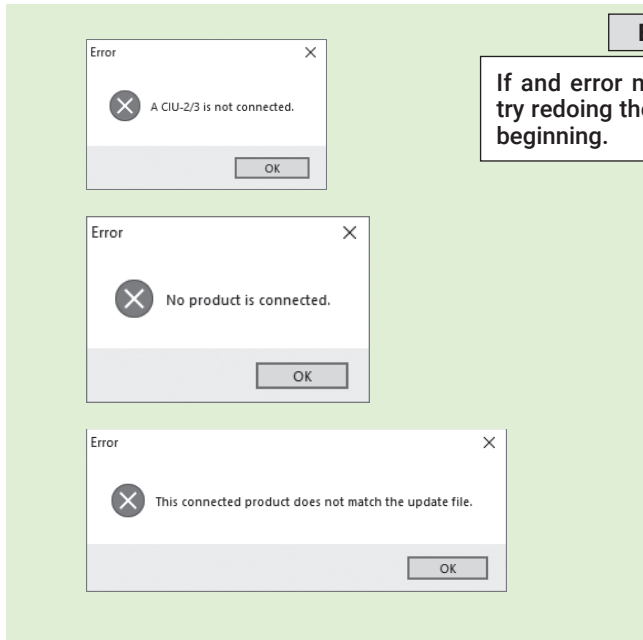 Error
A CIU-2/3 is not connected.
OK
Error
No product is connected.
OK
Error
This connected product does not match the update file.
OK
If and error
try redoing
beginning.